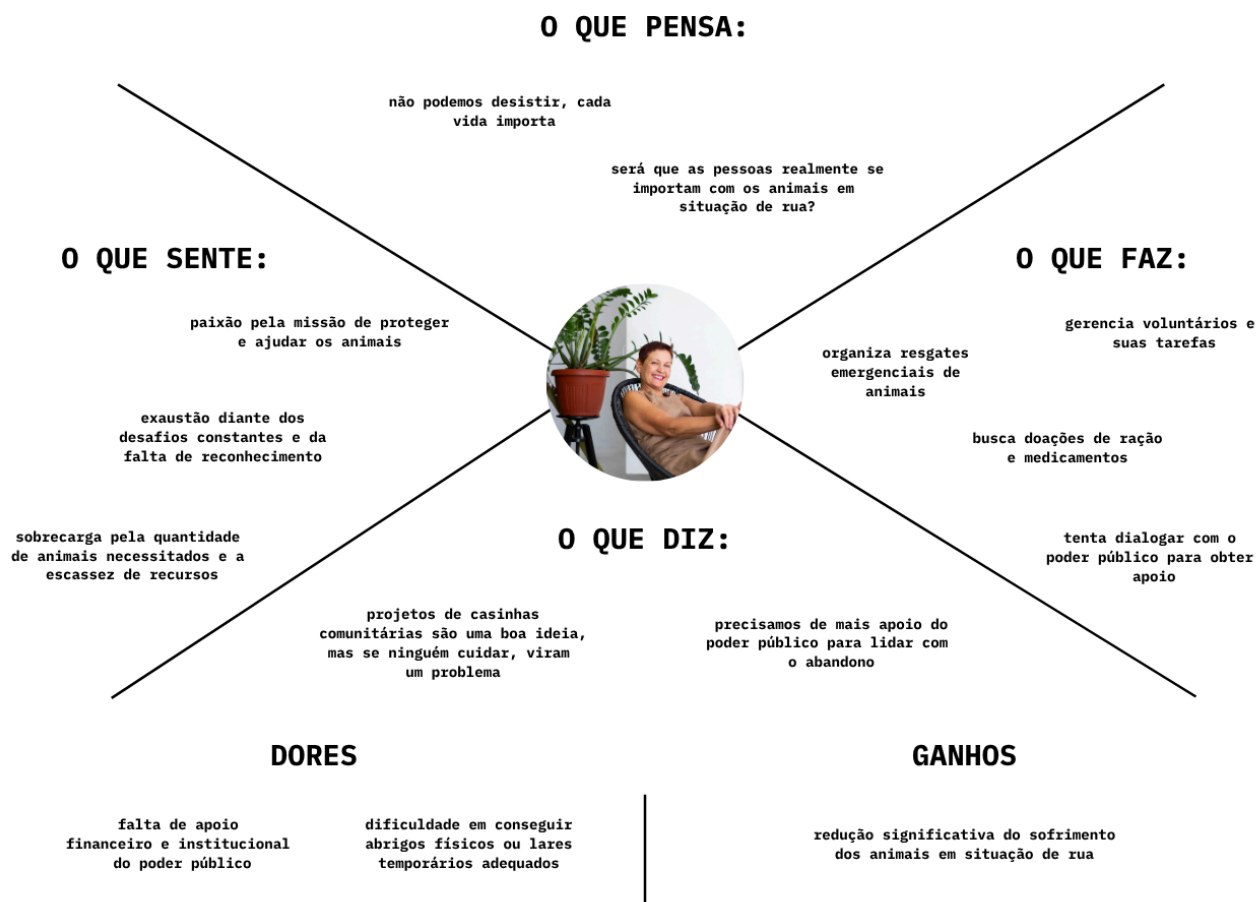 O QUE PENSA:
não podemos desistir, cada
vida importa
será que as pessoas realmente se
importam com os animais em
situação de rua?
O QUE SENTE:
paixão pela missão de proteger
e ajudar os animais
exaustão diante dos
desafios constantes e da
falta de reconhecimento
sobrecarga pela quantidade
de animais necessitados e a
escassez de recursos
O QUE FAZ:
gerencia voluntários e
suas tarefas
organiza resgates
emergenciais de
animais
busca doações de ração
e medicamentos
tenta dialogar com o
poder público para obter
apoio
O QUE DIZ:
projetos de casinhas
comunitárias são uma boa ideia,
mas se ninguém cuidar, viram
um problema
precisamos de mais apoio do
poder público para lidar com
o abandono
DORES
falta de apoio
financeiro e institucional
do poder público
dificuldade em conseguir
abrigos físicos ou lares
temporários adequados
GANHOS
redução significativa do sofrimento
dos animais em situação de rua